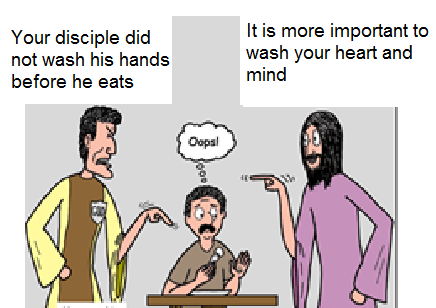 Your disciple did
not wash his hands
before he eats
It is more important to
wash your heart and
mind
Oops!